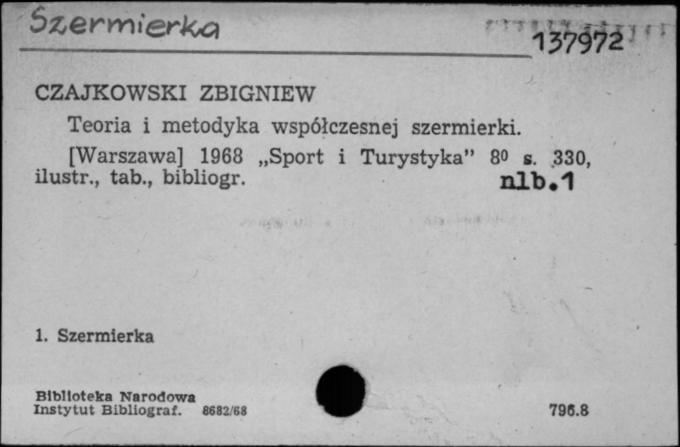 Szermierka
137972
CZAJKOWSKI ZBIGNIEW
Teoria i metodyka współczesnej szermierki.
[Warszawa] 1968 „Sport i Turystyka” 8⁰ s. 330,
ilustr., tab., bibliogr. nlb.1
1. Szermierka
Biblioteka Narodowa
Instytut Bibliograf. 8682/68 796.8